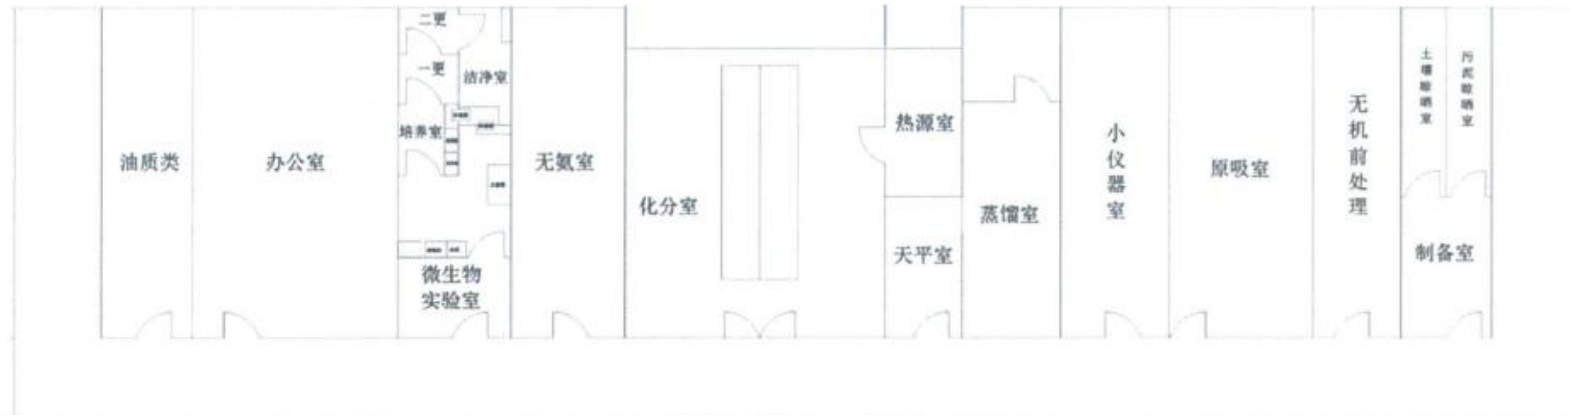 二更
一更
洁净室
培养室
油质类
办公室
微生物
实验室
无氨室
化分室
热源室
天平室
蒸馏室
小仪器室
原吸室
无机前处理
土壤晾晒室
污泥晾晒室
制备室